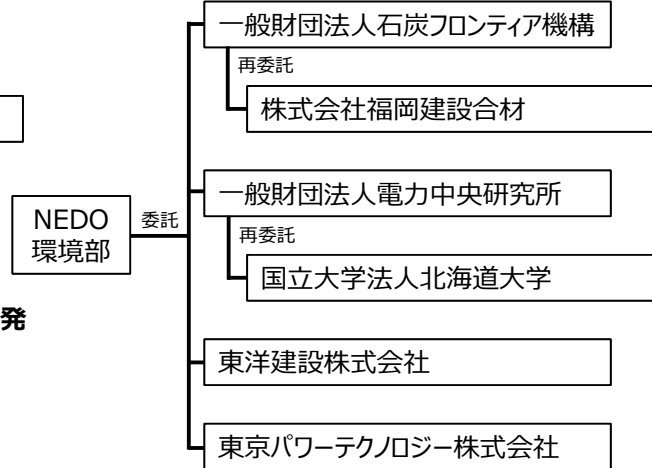 一般財団法人石炭フロンティア機構
再委託
株式会社福岡建設合材
一般財団法人電力中央研究所
NEDO
環境部
委託
再委託
国立大学法人北海道大学
発
東洋建設株式会社
東京パワーテクノロジー株式会社